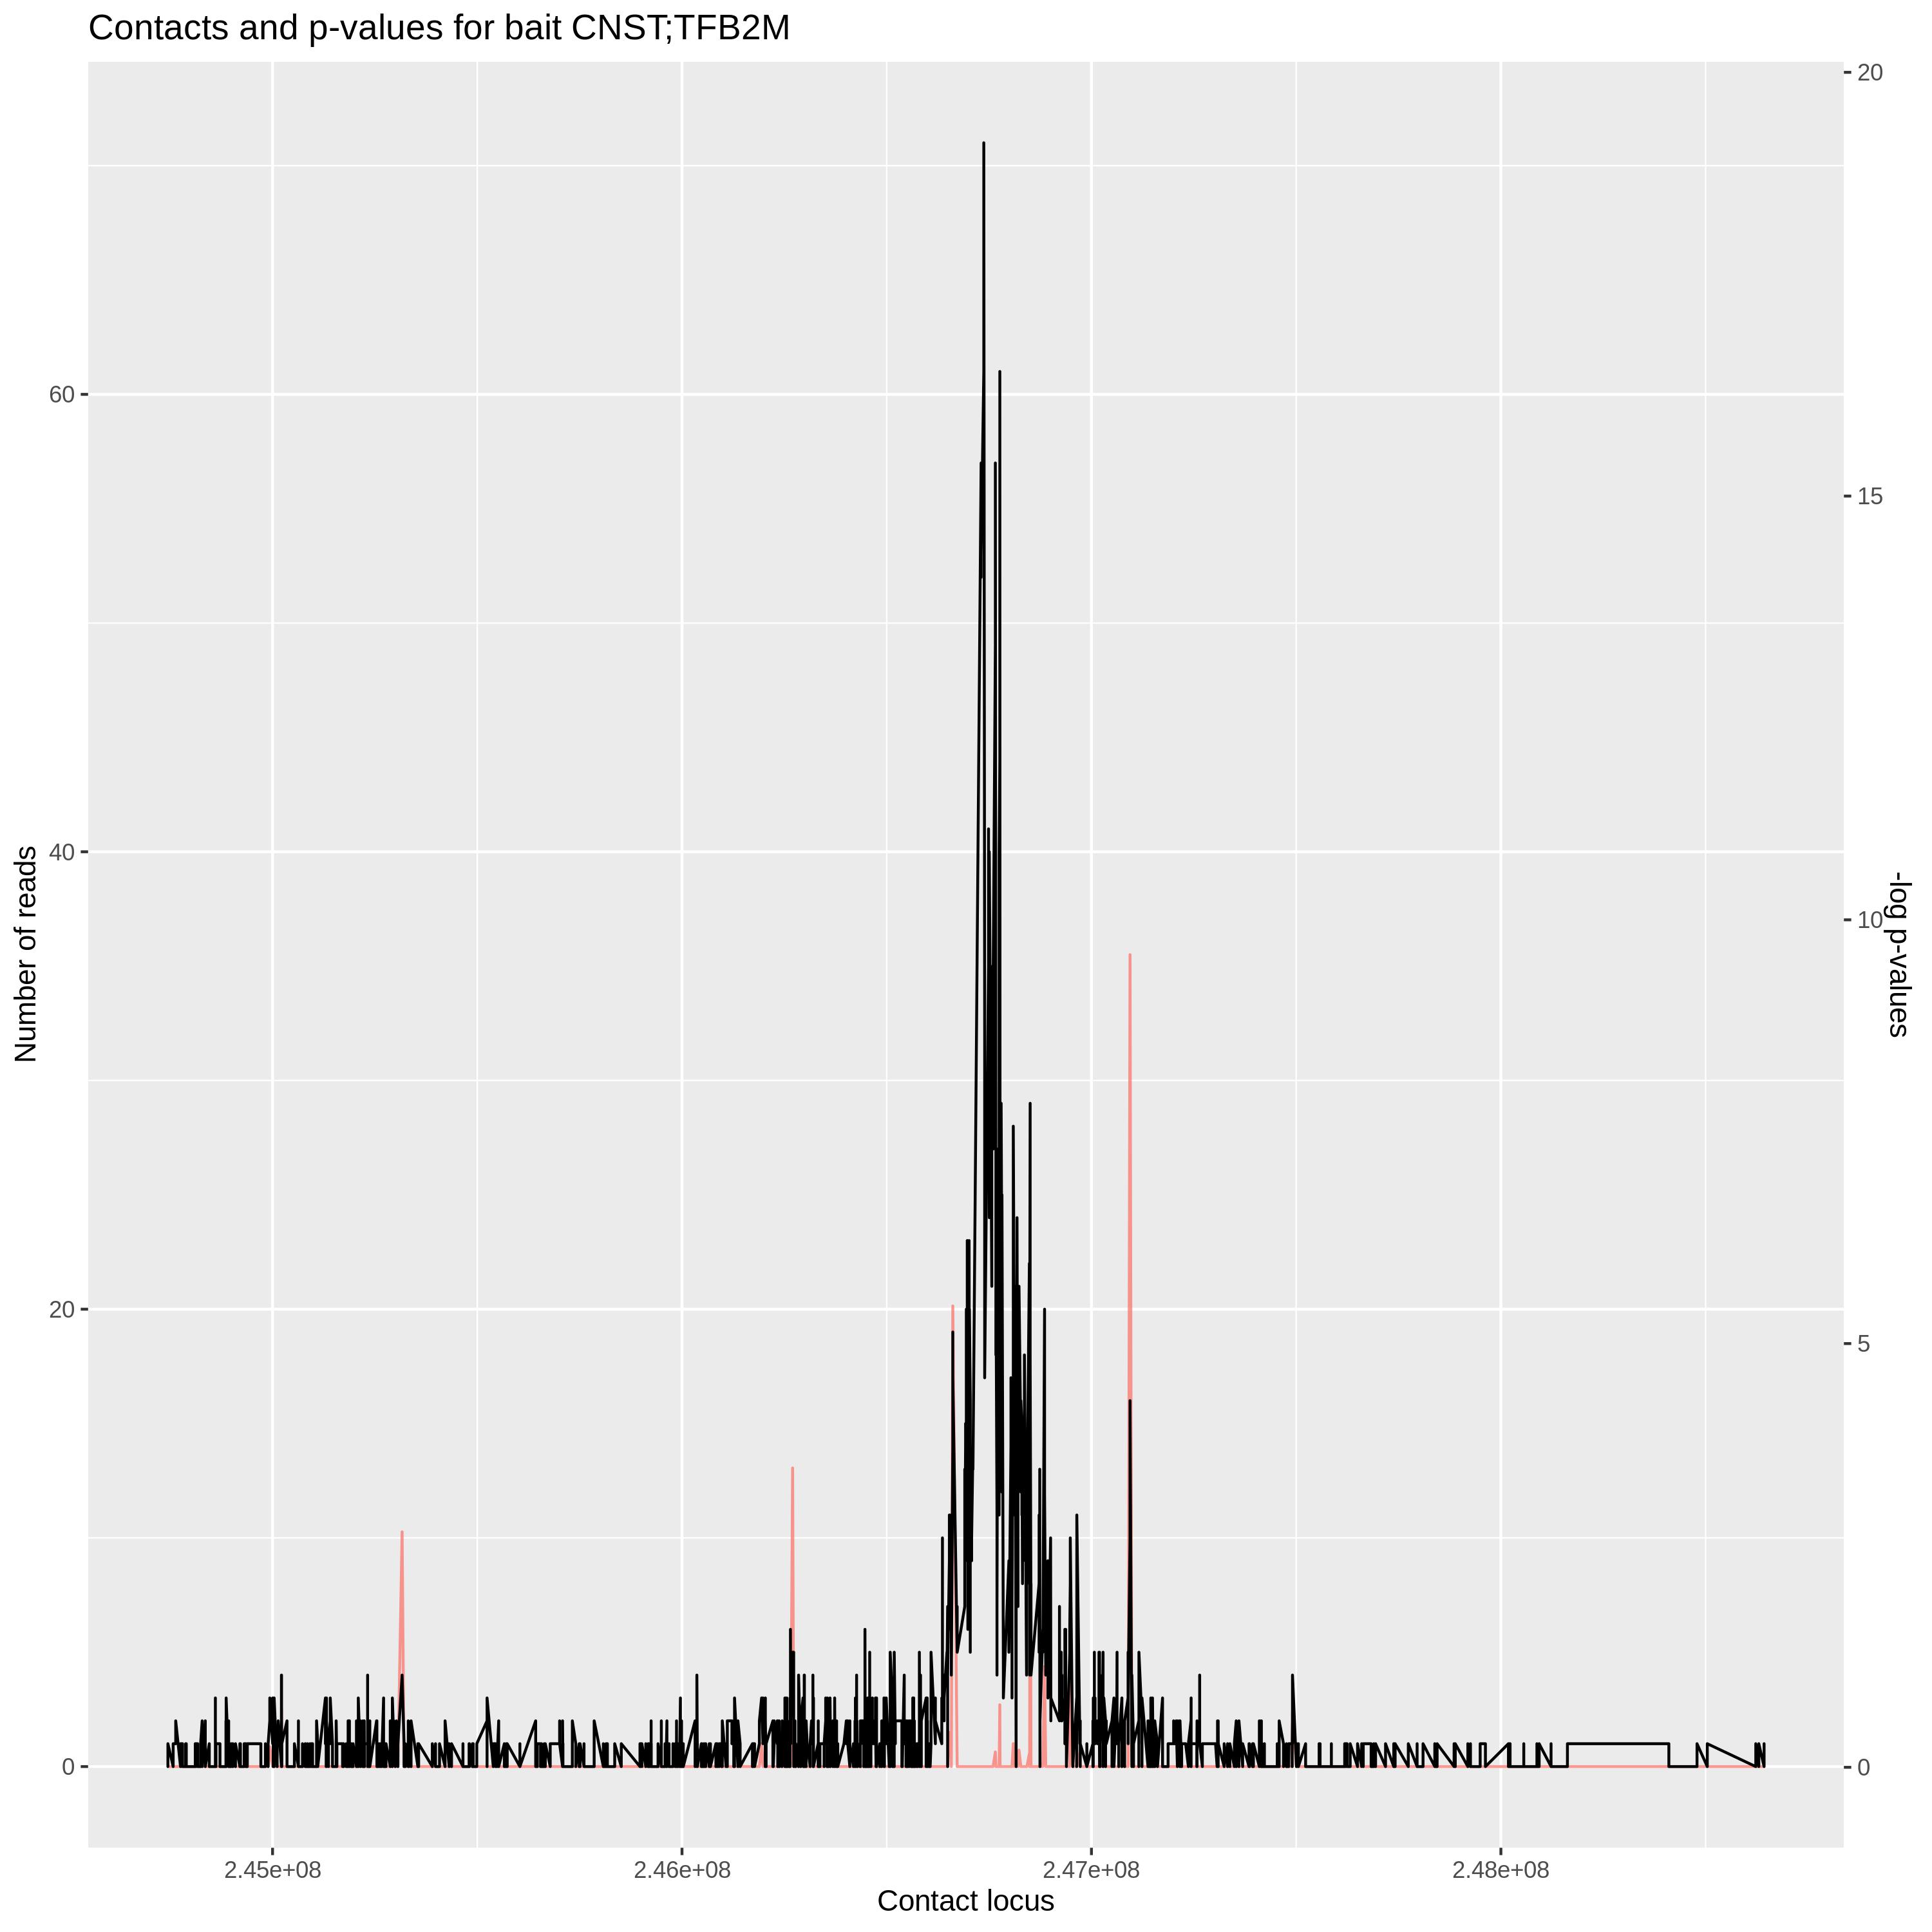 Contacts and p-values for bait CNST;TFB2M
20
15
10
5
0
-log p-values
60
40
20
0
Number of reads
2.45e+08 2.46e+08 2.47e+08 2.48e+08
Contact locus